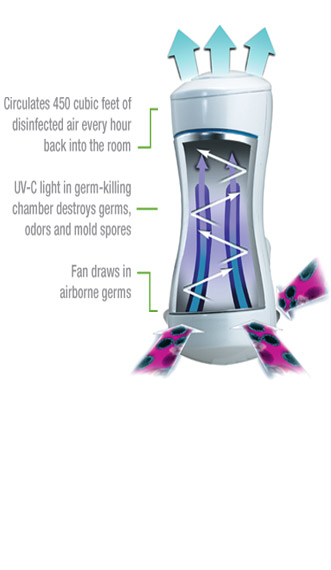 Circulates 450 cubic feet of
disinfected air every hour
back into the room
UV-C light in germ-killing
chamber destroys germs,
odors and mold spores
Fan draws in
airborne germs